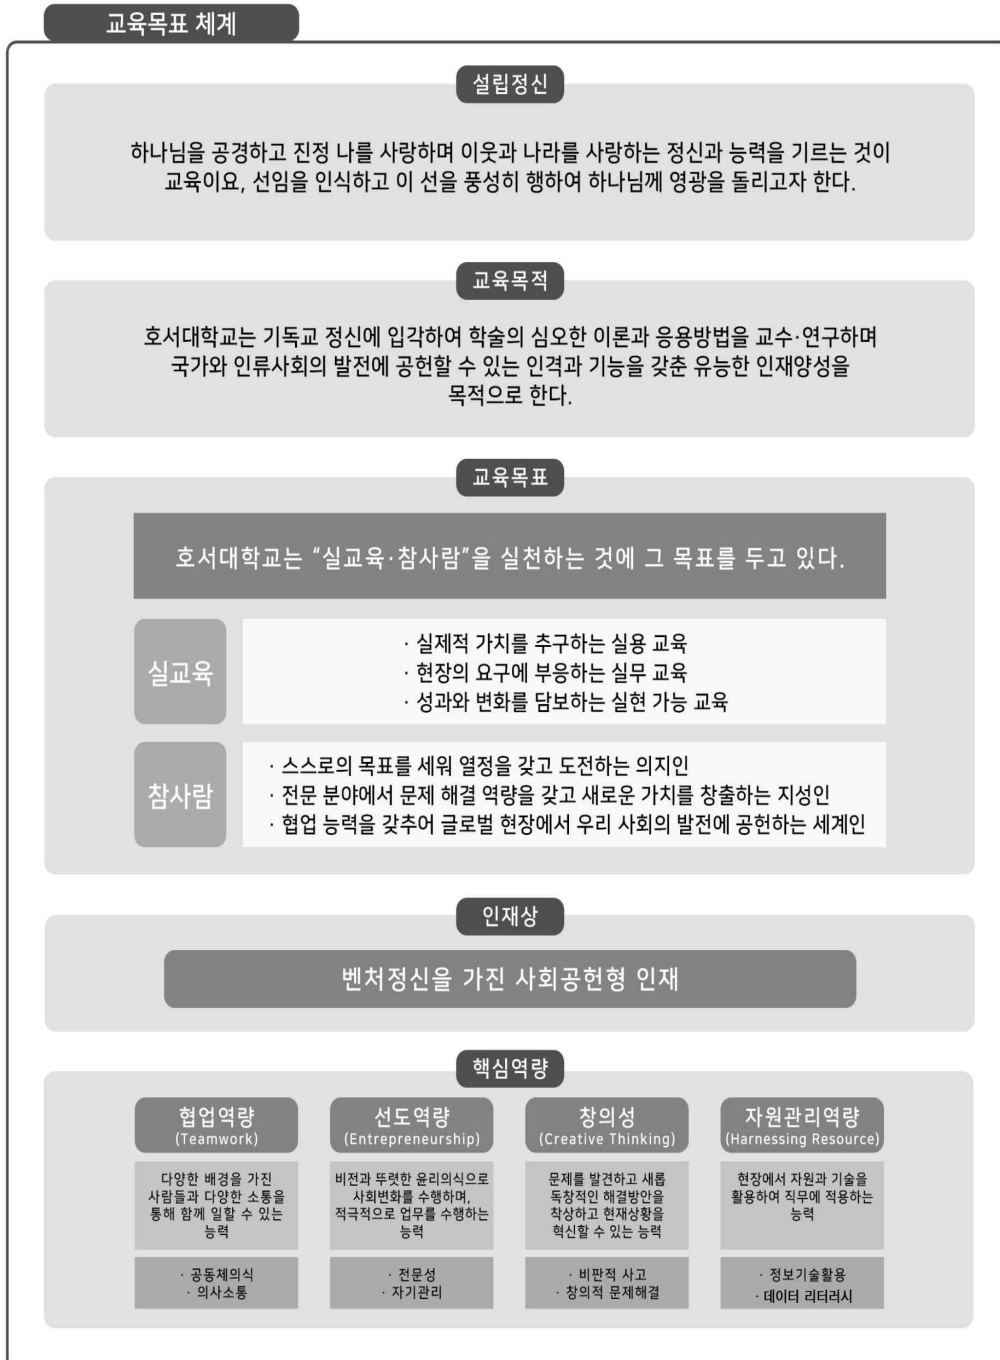 교육목표 체계
설립정신
하나님을 공경하고 진정 나를 사랑하며 이웃과 나라를 사랑하는 정신과 능력을 기르는 것이
교육이요, 선임을 인식하고 이 선을 풍성히 행하여 하나님께 영광을 돌리고자 한다.
교육목적
호서대학교는 기독교 정신에 입각하여 학술의 심오한 이론과 응용방법을 교수·연구하며
국가와 인류사회의 발전에 공헌할 수 있는 인격과 기능을 갖춘 유능한 인재양성을
목적으로 한다.
교육목표
호서대학교는 “실교육·참사람”을 실천하는 것에 그 목표를 두고 있다.
실교육
· 실제적 가치를 추구하는 실용 교육
· 현장의 요구에 부응하는 실무 교육
· 성과와 변화를 담보하는 실현 가능 교육
참사람
· 스스로의 목표를 세워 열정을 갖고 도전하는 의지인
· 전문 분야에서 문제 해결 역량을 갖고 새로운 가치를 창출하는 지성인
· 협업 능력을 갖추어 글로벌 현장에서 우리 사회의 발전에 공헌하는 세계인
인재상
벤처정신을 가진 사회공헌형 인재
핵심역량
협업역량
(Teamwork)
다양한 배경을 가진
사람들과 다양한 소통을
통해 함께 일할 수 있는
능력
· 공동체의식
· 의사소통
선도역량
(Entrepreneurship)
비전과 뚜렷한 윤리의식으로
사회변화를 수행하며,
적극적으로 업무를 수행하는
능력
· 전문성
· 자기관리
창의성
(Creative Thinking)
문제를 발견하고 새롭
독창적인 해결방안을
착상하고 현재상황을
혁신할 수 있는 능력
· 비판적 사고
· 창의적 문제해결
자원관리역량
(Harnessing Resource)
현장에서 자원과 기술을
활용하여 직무에 적용하는
능력
· 정보기술활용
· 데이터 리터러시